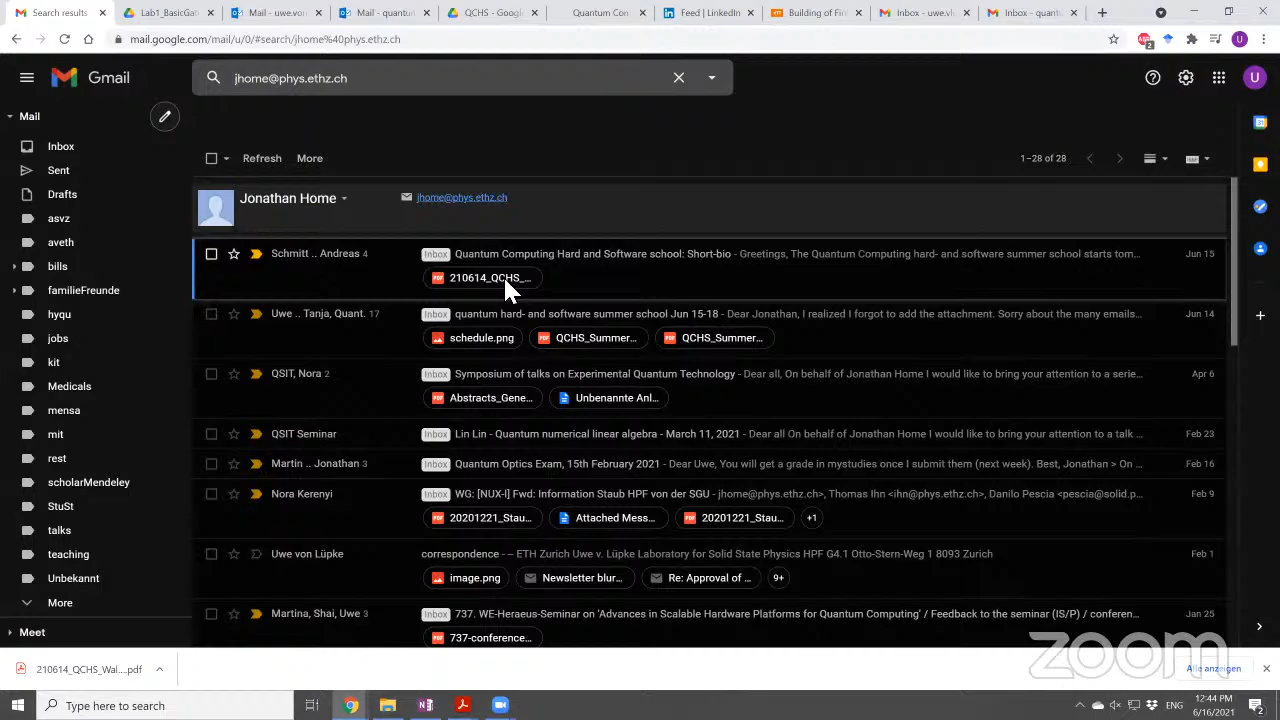 Search results
Lab1_BasicGat
Mail - uwe.von
Mail - quantum
QCHS - Google
Quantum Con
Feed | LinkedIn
Building of Fin
Inbox - uwe.vl
Inbox - quant
mail.google.com/mail/u/0/#search/jhome%40phys.ethz.ch
U
Gmail
jhome@phys.ethz.ch
U
Mail
Refresh More
1–28 of 28
Inbox
Sent
Drafts
asvz
aveth
bills
familieFreunde
hyqu
jobs
kit
Medicals
mensa
mit
rest
scholarMendeley
StuSt
talks
teaching
Unbekannt
More
Meet
Jonathan Home
jhome@phys.ethz.ch
Schmitt .. Andreas 4 Inbox Quantum Computing Hard and Software school: Short-bio - Greetings, The Quantum Computing hard- and software summer school starts tom… Jun 15
PDF 210614_QCHS_…
Uwe .. Tanja, Quant. 17 Inbox quantum hard- and software summer school Jun 15-18 - Dear Jonathan, I realized I forgot to add the attachment. Sorry about the many emails… Jun 14
schedule.png PDF QCHS_Summer… PDF QCHS_Summer…
QSIT, Nora 2 Inbox Symposium of talks on Experimental Quantum Technology - Dear all, On behalf of Jonathan Home I would like to bring your attention to a serie… Apr 6
PDF Abstracts_Gene… Unbenannte Anl…
QSIT Seminar Inbox Lin Lin - Quantum numerical linear algebra - March 11, 2021 - Dear all On behalf of Jonathan Home I would like to bring your attention to a talk … Feb 23
Martin .. Jonathan 3 Inbox Quantum Optics Exam, 15th February 2021 - Dear Uwe, You will get a grade in mystudies once I submit them (next week). Best, Jonathan > On … Feb 16
Nora Kerenyi Inbox WG: [NUX-l] Fwd: Information Staub HPF von der SGU - jhome@phys.ethz.ch>, Thomas Ihn <ihn@phys.ethz.ch>, Danilo Pescia <pescia@solid.p… Feb 9
PDF 20201221_Stau… Attached Mess… PDF 20201221_Stau… +1
Uwe von Lüpke correspondence - -- ETH Zurich Uwe v. Lüpke Laboratory for Solid State Physics HPF G4.1 Otto-Stern-Weg 1 8093 Zurich Feb 1
image.png Newsletter blur… Re: Approval of … 9+
Martina, Shai, Uwe 3 Inbox 737. WE-Heraeus-Seminar on 'Advances in Scalable Hardware Platforms for Quantum Computing' / Feedback to the seminar (IS/P) / conferen… Jan 25
PDF 737-conference…
zoom
210614_QCHS_Wal....pdf
Alle anzeigen
Type here to search
ENG
12:44 PM
6/16/2021
2